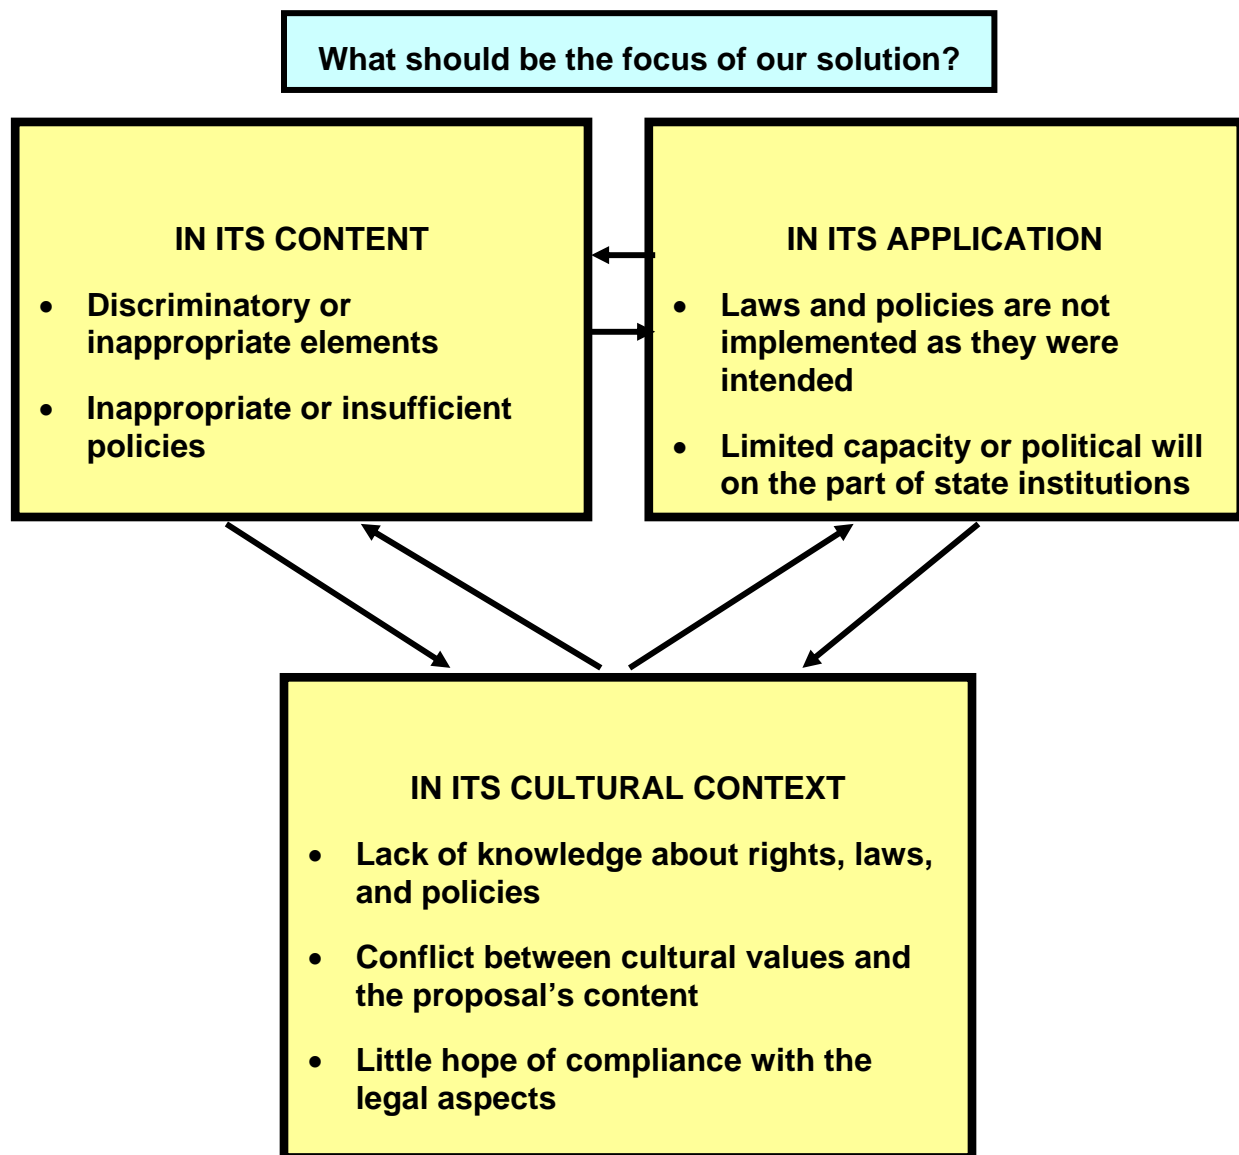 What should be the focus of our solution?
IN ITS CONTENT
• Discriminatory or
inappropriate elements
• Inappropriate or insufficient
policies
IN ITS APPLICATION
• Laws and policies are not
implemented as they were
intended
• Limited capacity or political will
on the part of state institutions
IN ITS CULTURAL CONTEXT
• Lack of knowledge about rights, laws,
and policies
• Conflict between cultural values and
the proposal’s content
• Little hope of compliance with the
legal aspects